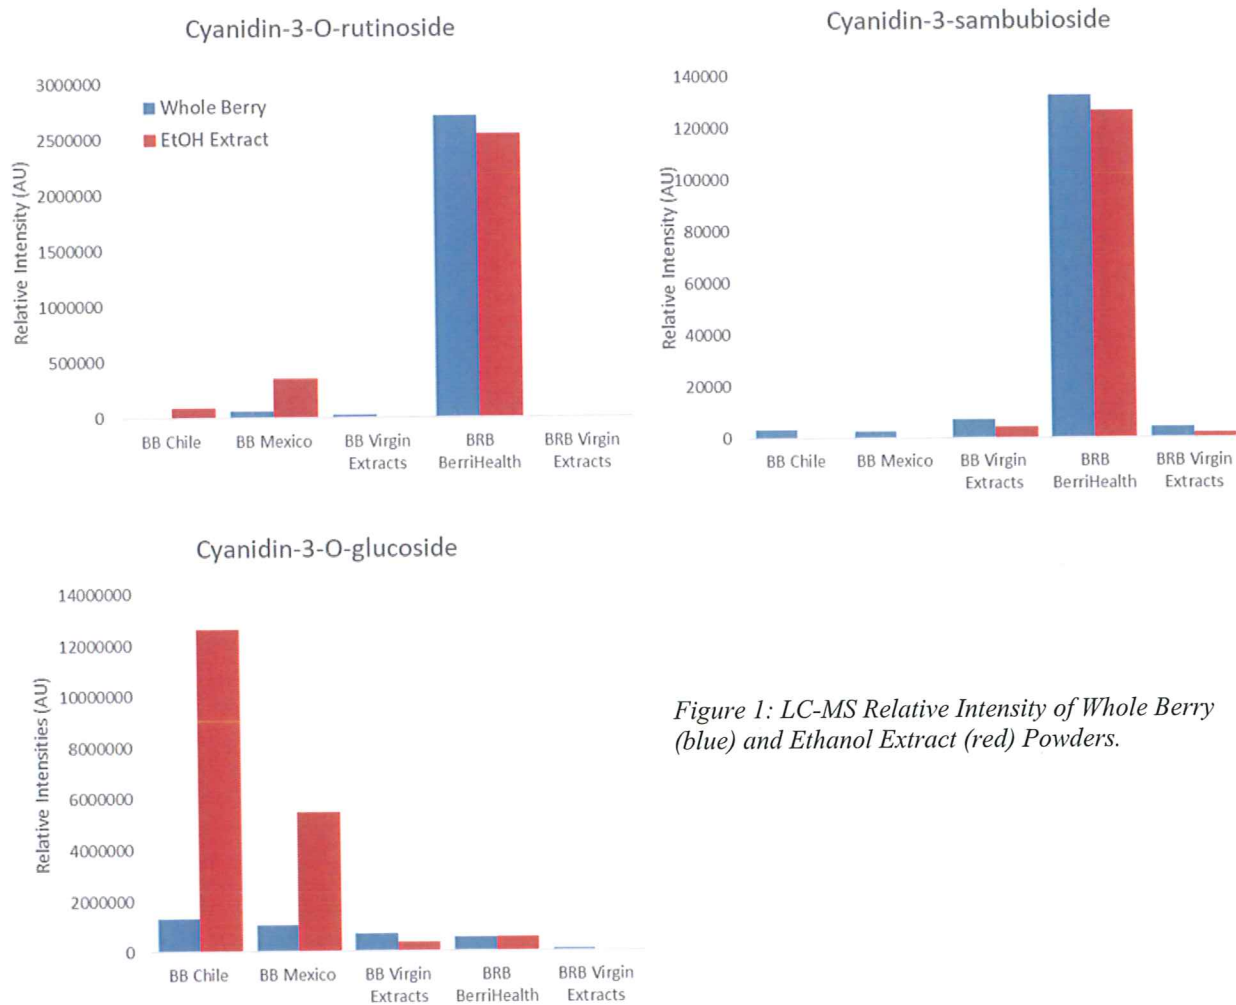 Cyanidin-3-O-rutinoside
3000000
2500000
2000000
1500000
1000000
500000
0
Relative Intensity (AU)
Whole Berry
EtOH Extract
BB Chile
BB Mexico
BB Virgin
Extracts
BRB
BerriHealth
BRB Virgin
Extracts
Cyanidin-3-sambubioside
140000
120000
100000
80000
60000
40000
20000
0
Relative Intensity (AU)
BB Chile
BB Mexico
BB Virgin
Extracts
BRB
BerriHealth
BRB Virgin
Extracts
Cyanidin-3-O-glucoside
14000000
12000000
10000000
8000000
6000000
4000000
2000000
0
Relative Intensities (AU)
BB Chile
BB Mexico
BB Virgin
Extracts
BRB
BerriHealth
BRB Virgin
Extracts
Figure 1: LC-MS Relative Intensity of Whole Berry
(blue) and Ethanol Extract (red) Powders.